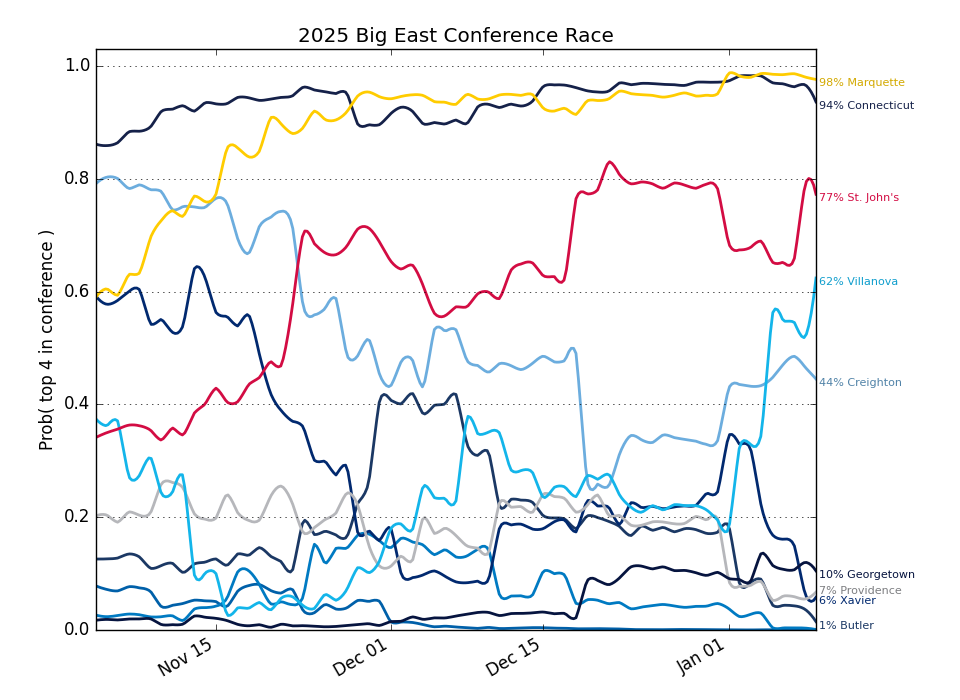 2025 Big East Conference Race
Prob( top 4 in conference )
1.0
0.8
0.6
0.4
0.2
0.0
Nov 15
Dec 01
Dec 15
Jan 01
98% Marquette
94% Connecticut
77% St. John's
62% Villanova
44% Creighton
10% Georgetown
7% Providence
6% Xavier
1% Butler